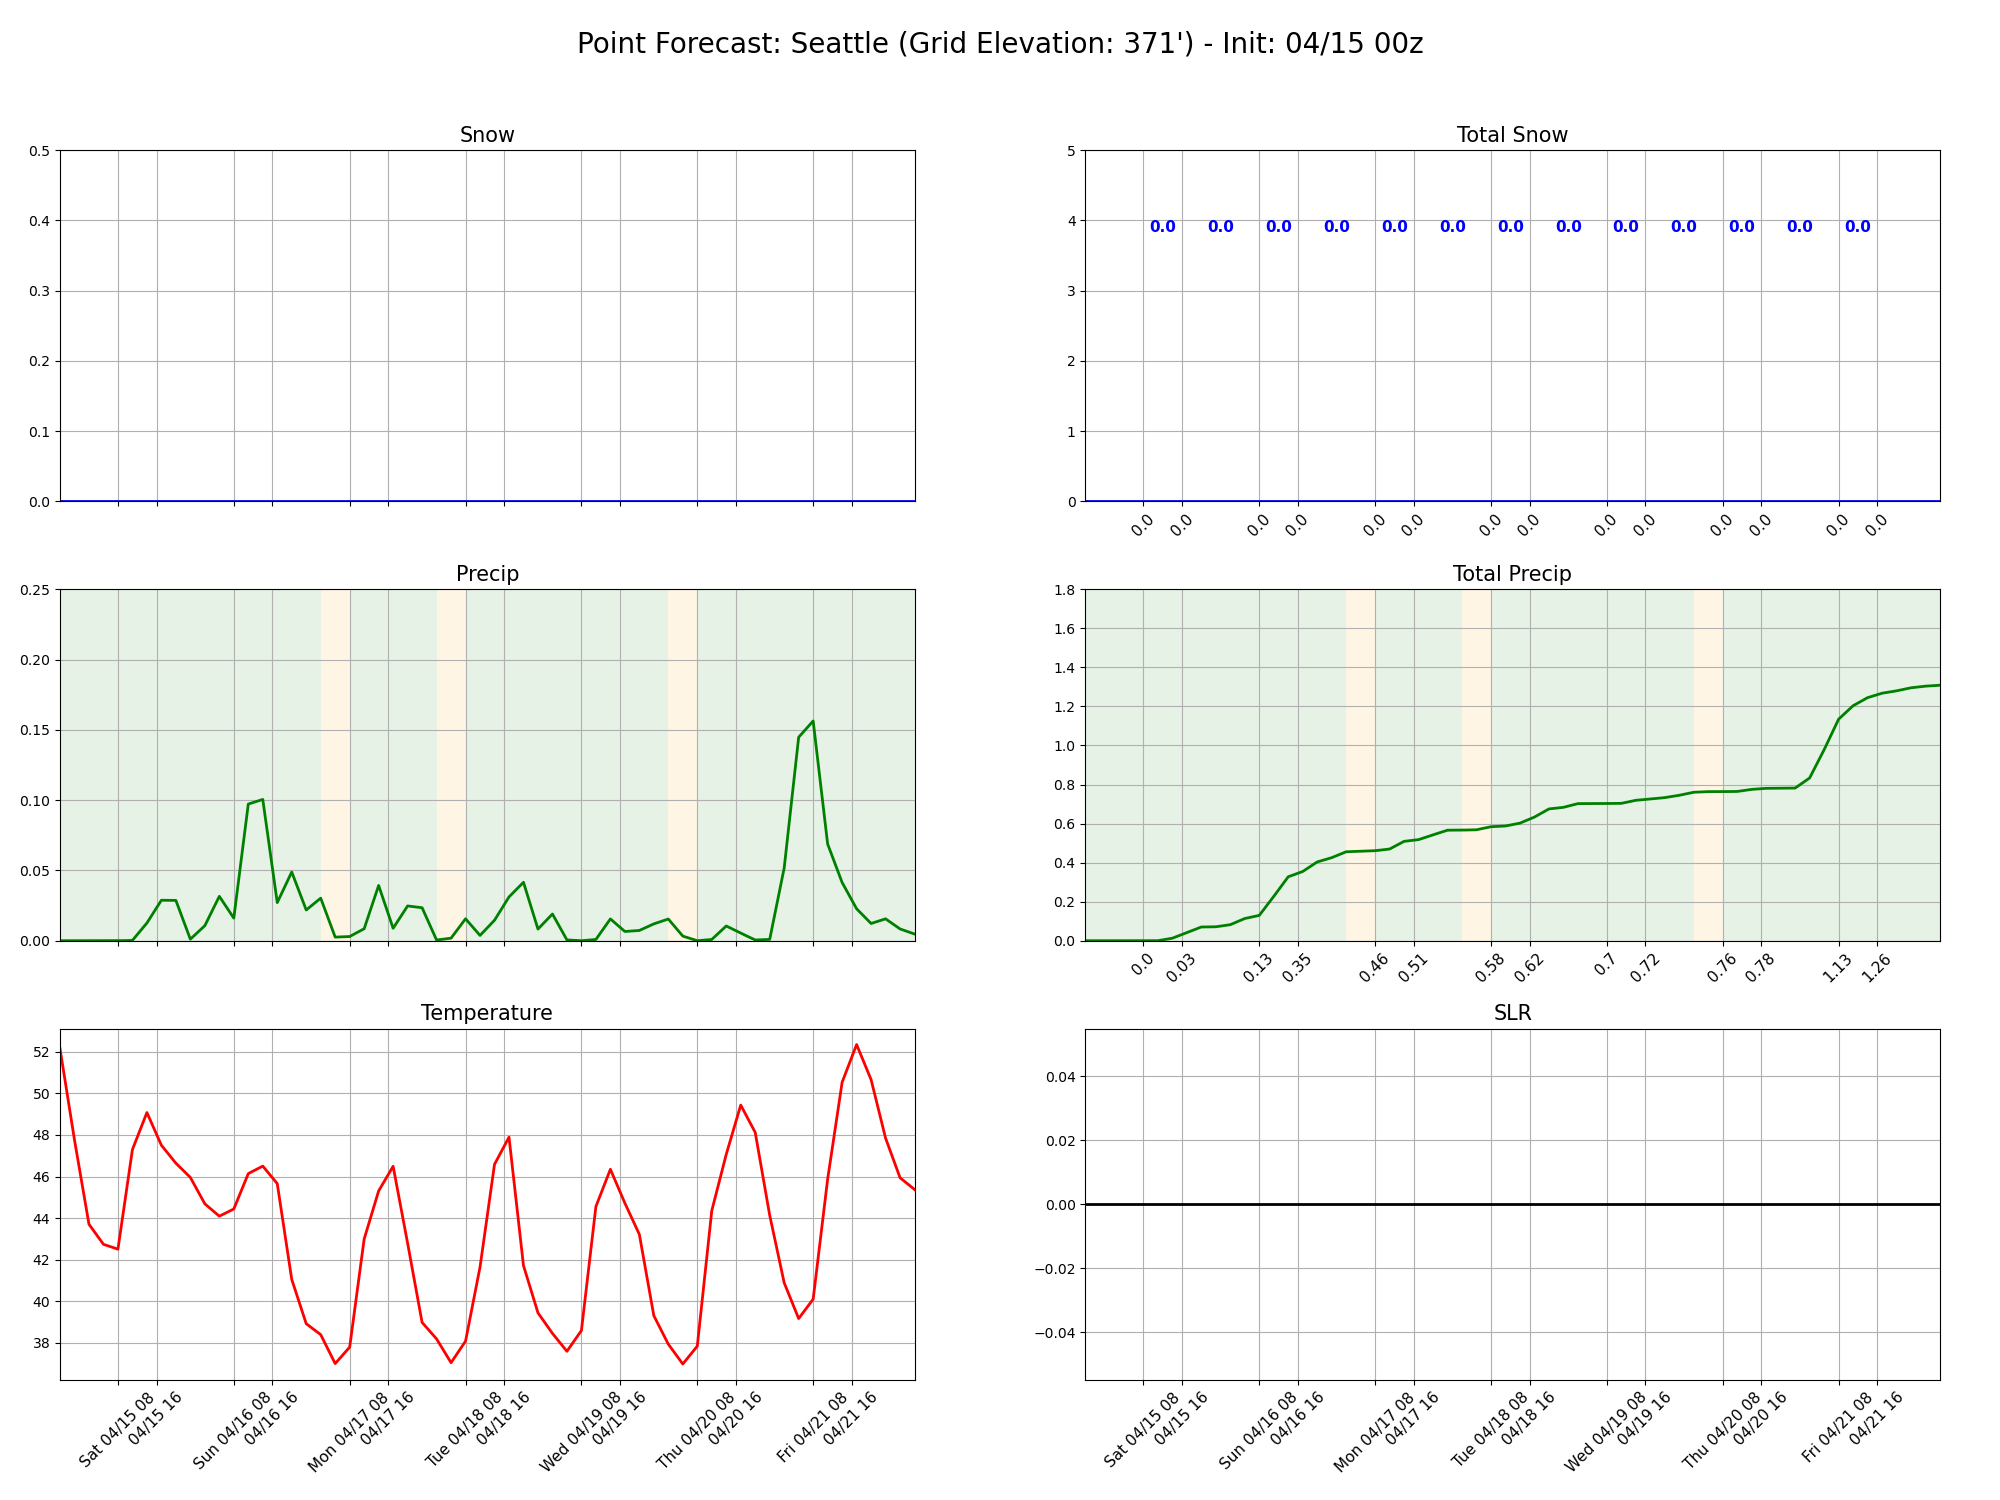 Point Forecast: Seattle (Grid Elevation: 371') - Init: 04/15 00z
Snow
0.5
0.4
0.3
0.2
0.1
0.0
Total Snow
5
4
3
2
1
0
0.0 0.0 0.0 0.0 0.0 0.0 0.0 0.0 0.0 0.0 0.0 0.0 0.0
0.0 0.0 0.0 0.0 0.0 0.0 0.0 0.0 0.0 0.0 0.0 0.0 0.0 0.0
Precip
0.25
0.20
0.15
0.10
0.05
0.00
Total Precip
1.8
1.6
1.4
1.2
1.0
0.8
0.6
0.4
0.2
0.0
0.0 0.03 0.13 0.35 0.46 0.51 0.58 0.62 0.7 0.72 0.76 0.78 1.13 1.26
Temperature
52
50
48
46
44
42
40
38
Sat 04/15 08
04/15 16
Sun 04/16 08
04/16 16
Mon 04/17 08
04/17 16
Tue 04/18 08
04/18 16
Wed 04/19 08
04/19 16
Thu 04/20 08
04/20 16
Fri 04/21 08
04/21 16
SLR
0.04
0.02
0.00
−0.02
−0.04
Sat 04/15 08
04/15 16
Sun 04/16 08
04/16 16
Mon 04/17 08
04/17 16
Tue 04/18 08
04/18 16
Wed 04/19 08
04/19 16
Thu 04/20 08
04/20 16
Fri 04/21 08
04/21 16